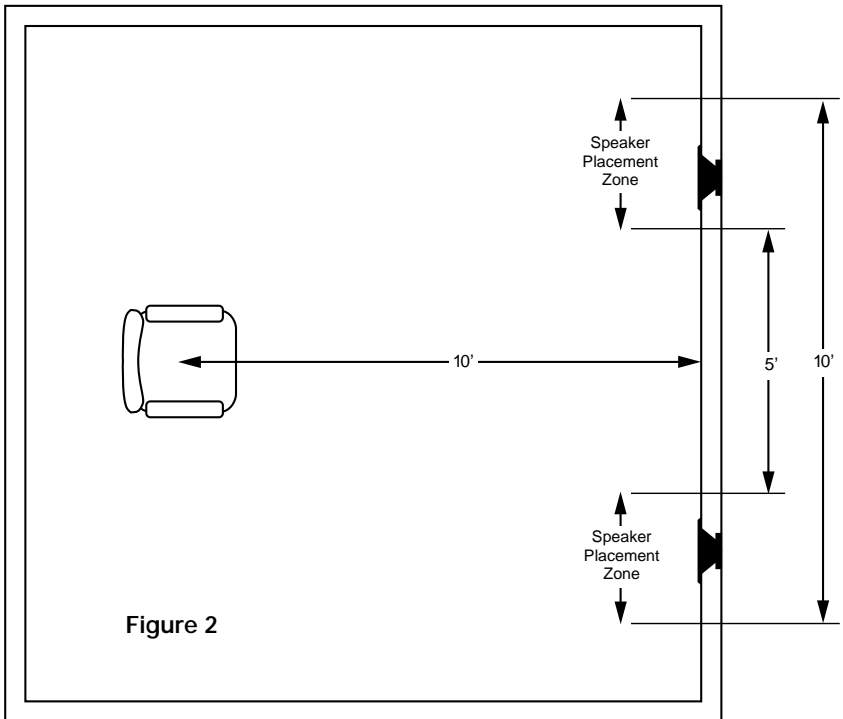 Speaker
Placement
Zone
10’
5’
10’
Speaker
Placement
Zone
Figure 2